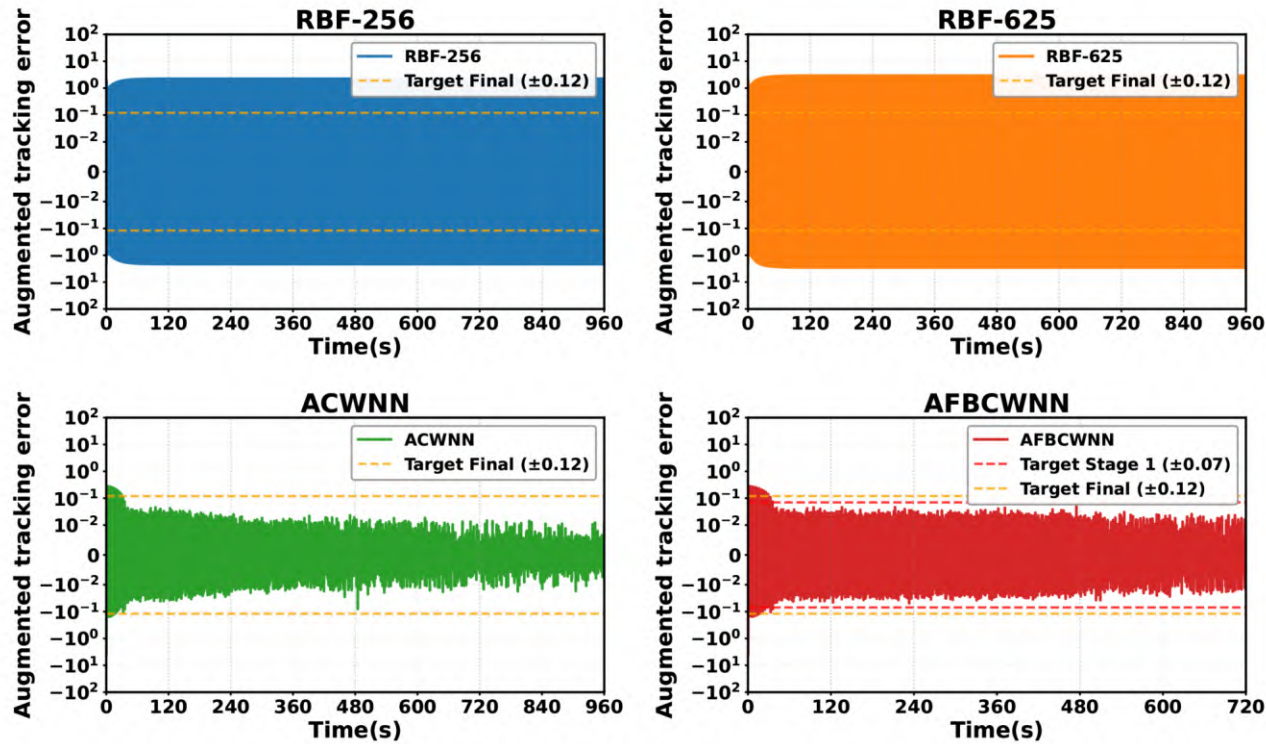 RBF-256
Augmented tracking error
10²
10¹
10⁰
10⁻¹
10⁻²
0
−10⁻²
−10⁻¹
−10⁰
−10¹
−10²
RBF-256
Target Final (±0.12)
0 120 240 360 480 600 720 840 960
Time(s)
RBF-625
Augmented tracking error
10²
10¹
10⁰
10⁻¹
10⁻²
0
−10⁻²
−10⁻¹
−10⁰
−10¹
−10²
RBF-625
Target Final (±0.12)
0 120 240 360 480 600 720 840 960
Time(s)
ACWNN
Augmented tracking error
10²
10¹
10⁰
10⁻¹
10⁻²
0
−10⁻²
−10⁻¹
−10⁰
−10¹
−10²
ACWNN
Target Final (±0.12)
0 120 240 360 480 600 720 840 960
Time(s)
AFBCWNN
Augmented tracking error
10²
10¹
10⁰
10⁻¹
10⁻²
0
−10⁻²
−10⁻¹
−10⁰
−10¹
−10²
AFBCWNN
Target Stage 1 (±0.07)
Target Final (±0.12)
0 120 240 360 480 600 720
Time(s)